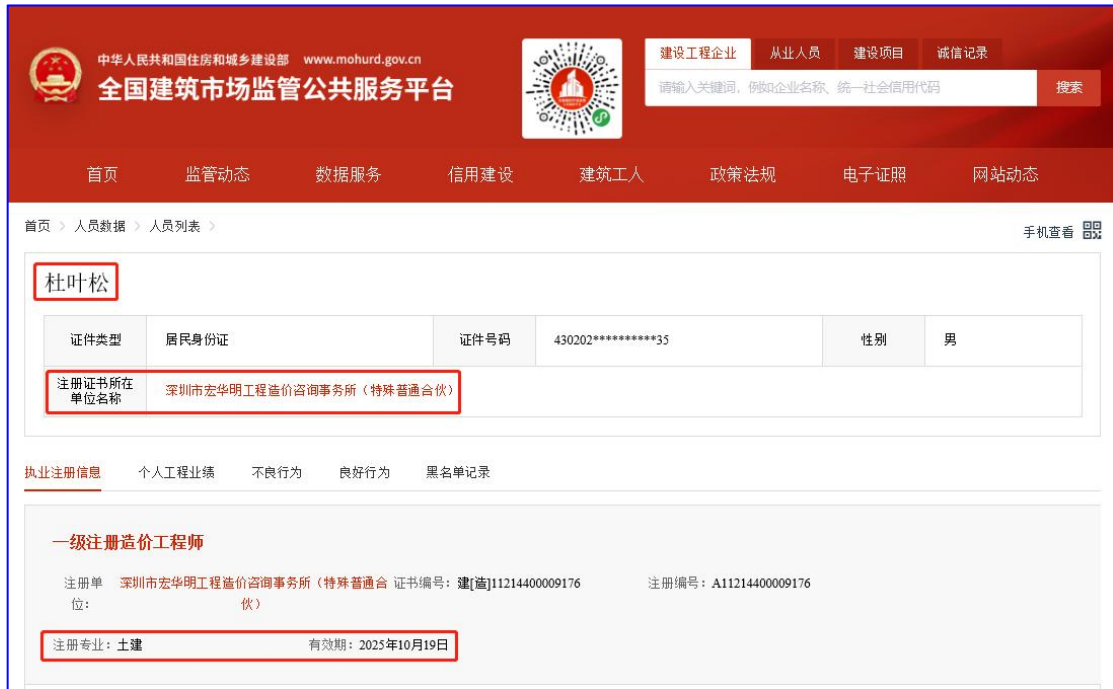 中华人民共和国住房和城乡建设部 www.mohurd.gov.cn
全国建筑市场监管公共服务平台
建设工程企业 从业人员 建设项目 诚信记录
请输入关键词，例如企业名称、统一社会信用代码 搜索
首页 监管动态 数据服务 信用建设 建筑工人 政策法规 电子证照 网站动态
首页 > 人员数据 > 人员列表 >
手机查看
杜叶松
证件类型 居民身份证 证件号码 430202**********35 性别 男
注册证书所在
单位名称
深圳市宏华明工程造价咨询事务所（特殊普通合伙）
执业注册信息 个人工程业绩 不良行为 良好行为 黑名单记录
一级注册造价工程师
注册单 深圳市宏华明工程造价咨询事务所（特殊普通合 证书编号：建[造]11214400009176 注册编号：A11214400009176
位： 伙）
注册专业：土建 有效期：2025年10月19日